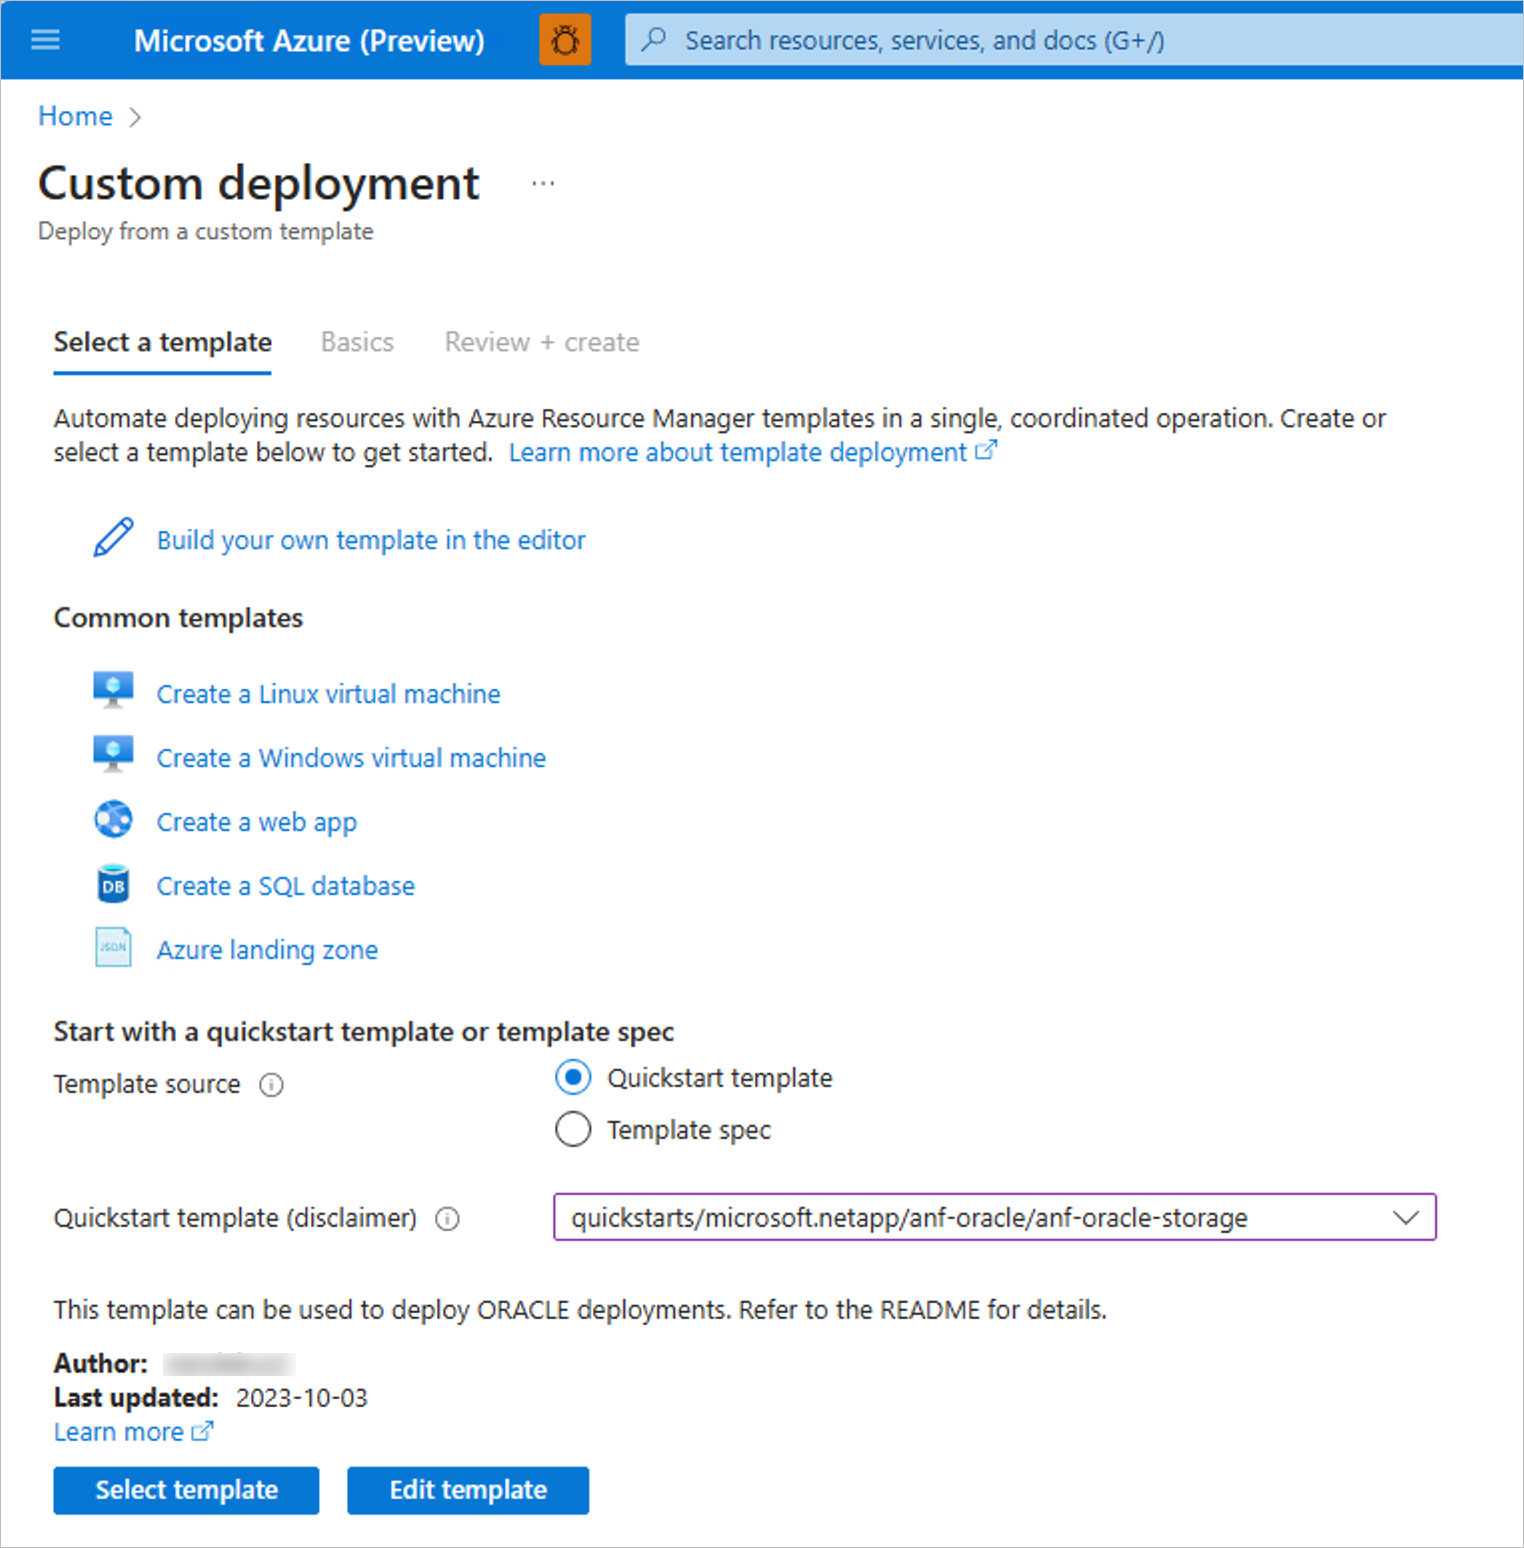 Microsoft Azure (Preview)
Search resources, services, and docs (G+/)
Home
Custom deployment
Deploy from a custom template
Select a template Basics Review + create
Automate deploying resources with Azure Resource Manager templates in a single, coordinated operation. Create or
select a template below to get started. Learn more about template deployment
Build your own template in the editor
Common templates
Create a Linux virtual machine
Create a Windows virtual machine
Create a web app
DB
Create a SQL database
JSON
Azure landing zone
Start with a quickstart template or template spec
Template source
Quickstart template
Template spec
Quickstart template (disclaimer)
quickstarts/microsoft.netapp/anf-oracle/anf-oracle-storage
This template can be used to deploy ORACLE deployments. Refer to the README for details.
Author:
Last updated: 2023-10-03
Learn more
Select template Edit template